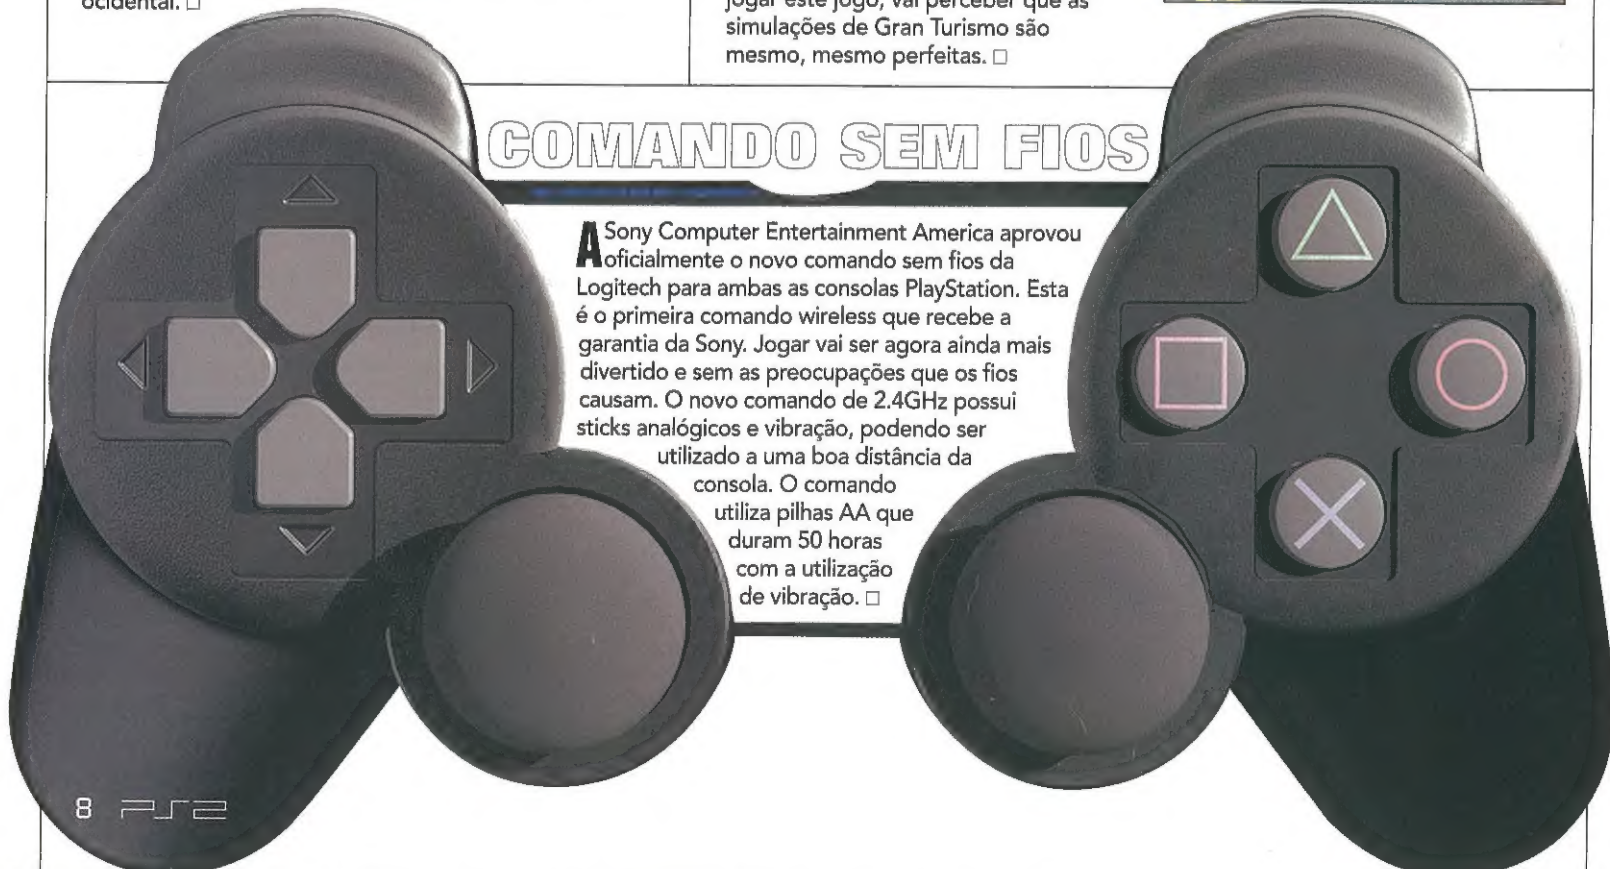 ocidental. □
jogar este jogo, vai perceber que as
simulações de Gran Turismo são
mesmo, mesmo perfeitas. □
COMANDO SEM FIOS
A Sony Computer Entertainment America aprovou
oficialmente o novo comando sem fios da
Logitech para ambas as consolas PlayStation. Esta
é o primeira comando wireless que recebe a
garantia da Sony. Jogar vai ser agora ainda mais
divertido e sem as preocupações que os fios
causam. O novo comando de 2.4GHz possui
sticks analógicos e vibração, podendo ser
utilizado a uma boa distância da
consola. O comando
utiliza pilhas AA que
duram 50 horas
com a utilização
de vibração. □
8 PS2